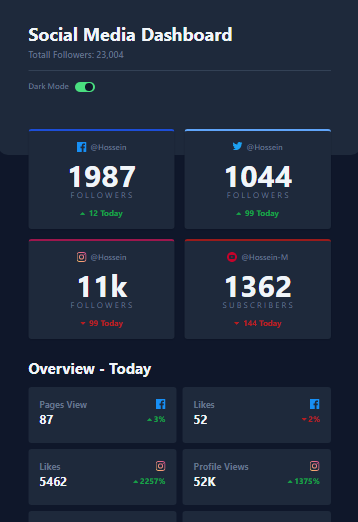 Social Media Dashboard
Totall Followers: 23,004
Dark Mode
@Hossein
1987
FOLLOWERS
12 Today
@Hossein
1044
FOLLOWERS
99 Today
@Hossein
11k
FOLLOWERS
99 Today
@Hossein-M
1362
SUBSCRIBERS
144 Today
Overview - Today
Pages View
87
3%
Likes
52
2%
Likes
5462
2257%
Profile Views
52K
1375%